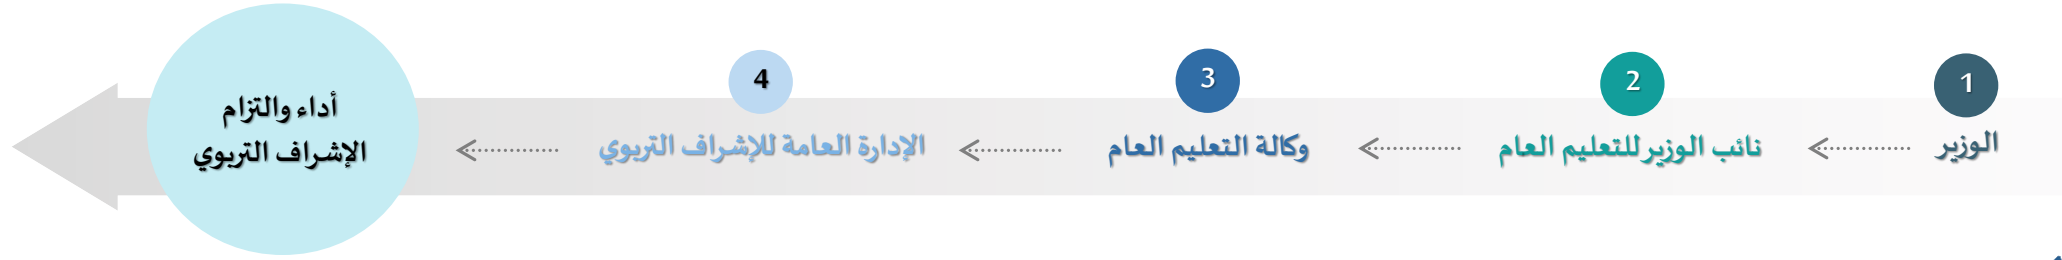 1
الوزير
2
نائب الوزير للتعليم العام
3
وكالة التعليم العام
4
الإدارة العامة للإشراف التربوي
أداء والتزام
الإشراف التربوي